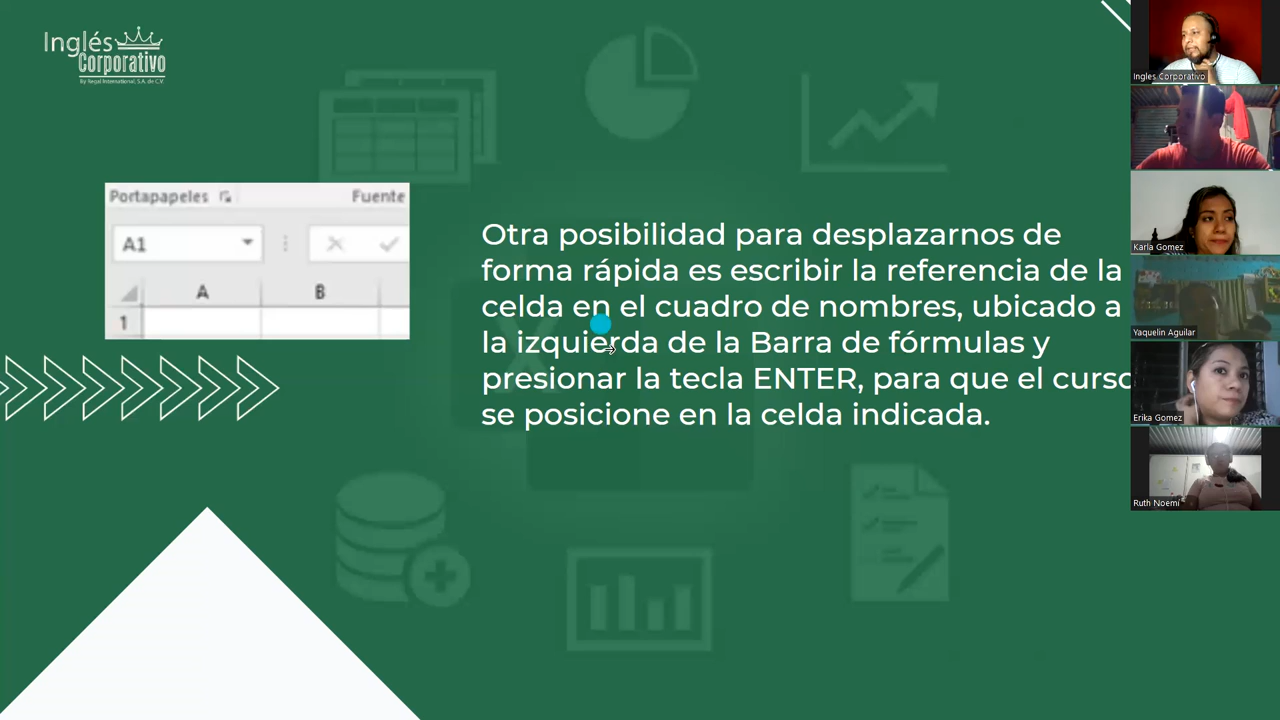 Inglés
Corporativo
By Regal International, S.A. de C.V.
Portapapeles
Fuente
A1
A
B
1
Otra posibilidad para desplazarnos de
forma rápida es escribir la referencia de la
celda en el cuadro de nombres, ubicado a
la izquierda de la Barra de fórmulas y
presionar la tecla ENTER, para que el curso
se posicione en la celda indicada.
Ingles Corporativo
Karla Gomez
Yaquelin Aguilar
Erika Gomez
Ruth Noemí